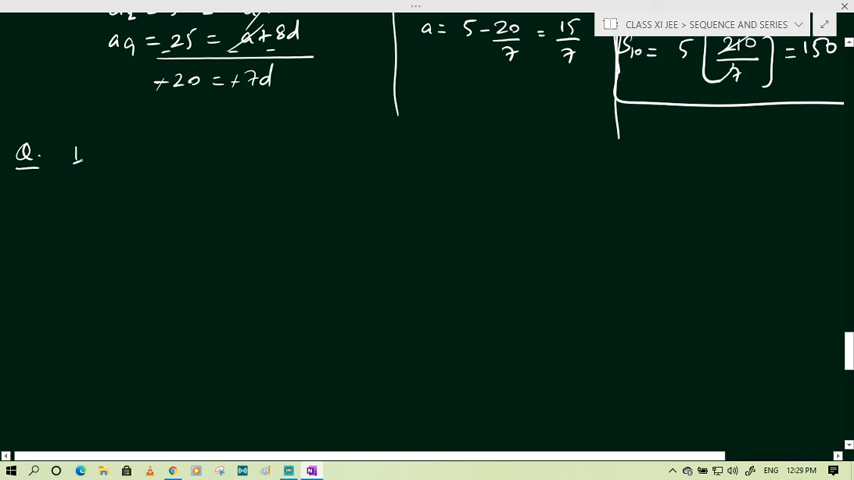 CLASS XI JEE > SEQUENCE AND SERIES
a9 = 25 = a+8d
+20 = +7d
a = 5 - 20/7 = 15/7
S10 = 5 [210/7] = 150
Q. 1
ENG 12:29 PM